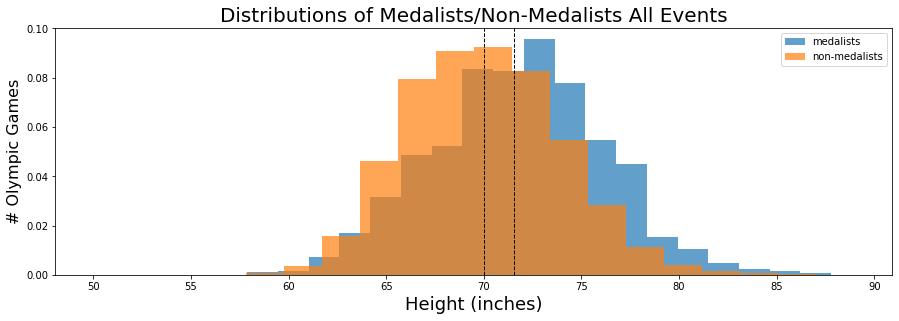 Distributions of Medalists/Non-Medalists All Events
medalists
non-medalists
# Olympic Games
0.10
0.08
0.06
0.04
0.02
0.00
50 55 60 65 70 75 80 85 90
Height (inches)